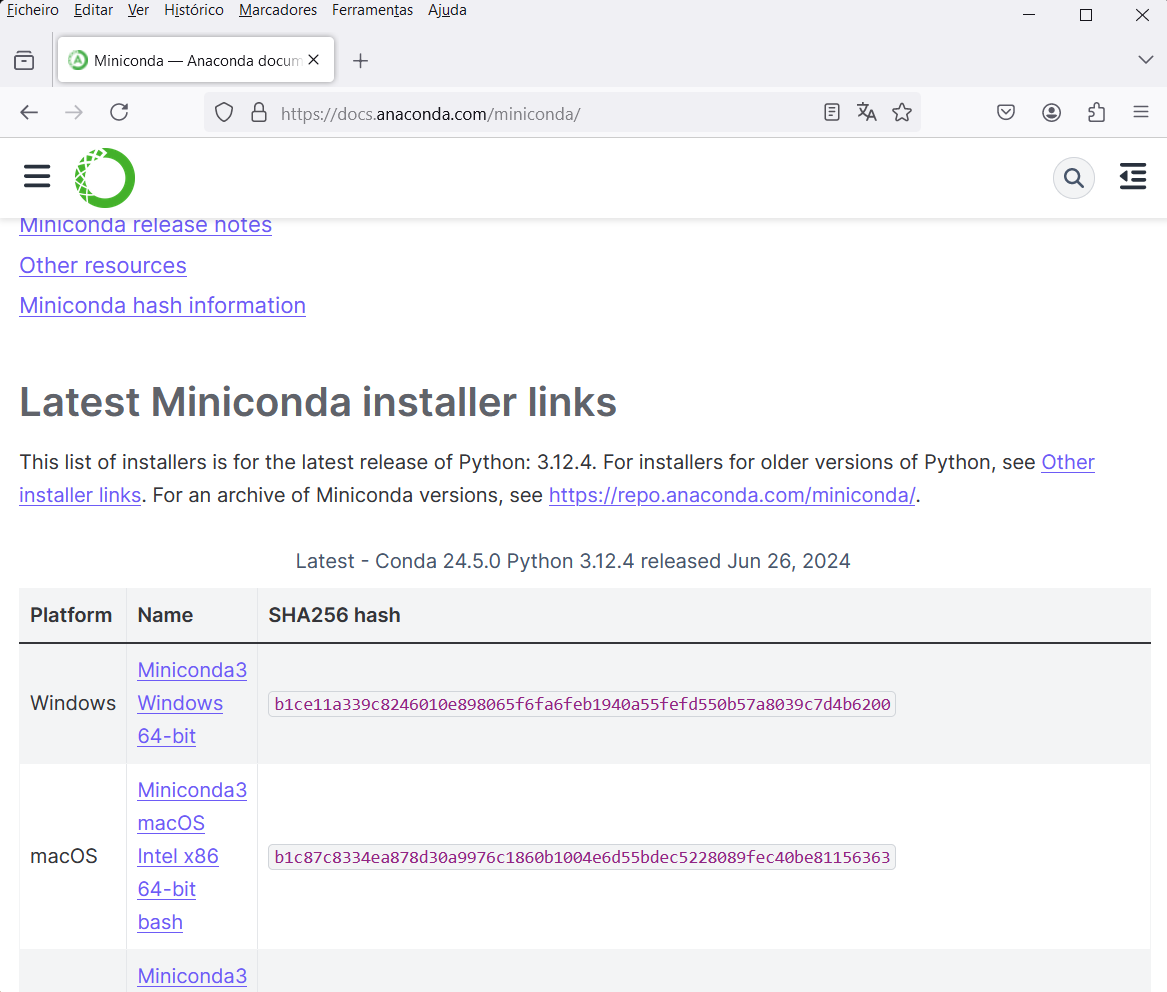 Ficheiro Editar Ver Histórico Marcadores Ferramentas Ajuda
Miniconda — Anaconda docum
https://docs.anaconda.com/miniconda/
Miniconda release notes
Other resources
Miniconda hash information
Latest Miniconda installer links
This list of installers is for the latest release of Python: 3.12.4. For installers for older versions of Python, see Other
installer links. For an archive of Miniconda versions, see https://repo.anaconda.com/miniconda/.
Latest - Conda 24.5.0 Python 3.12.4 released Jun 26, 2024
Platform Name SHA256 hash
Miniconda3
Windows Windows b1ce11a339c8246010e898065f6fa6feb1940a55fefd550b57a8039c7d4b6200
64-bit
Miniconda3
macOS
macOS Intel x86 b1c87c8334ea878d30a9976c1860b1004e6d55bdec5228089fec40be81156363
64-bit
bash
Miniconda3